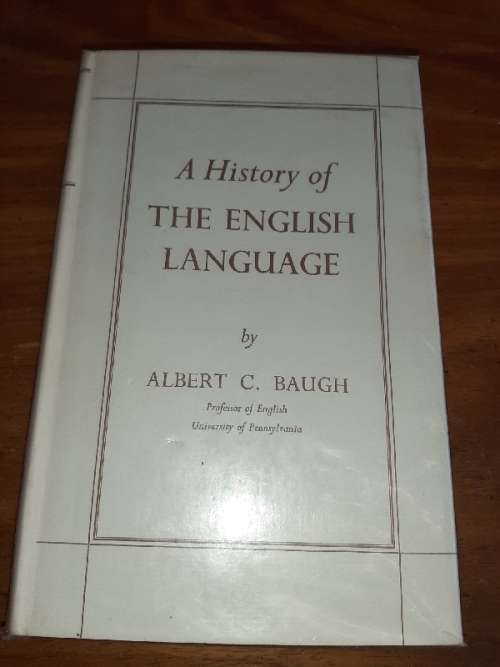 A History of
THE ENGLISH
LANGUAGE
by
ALBERT C. BAUGH
Professor of English
University of Pennsylvania